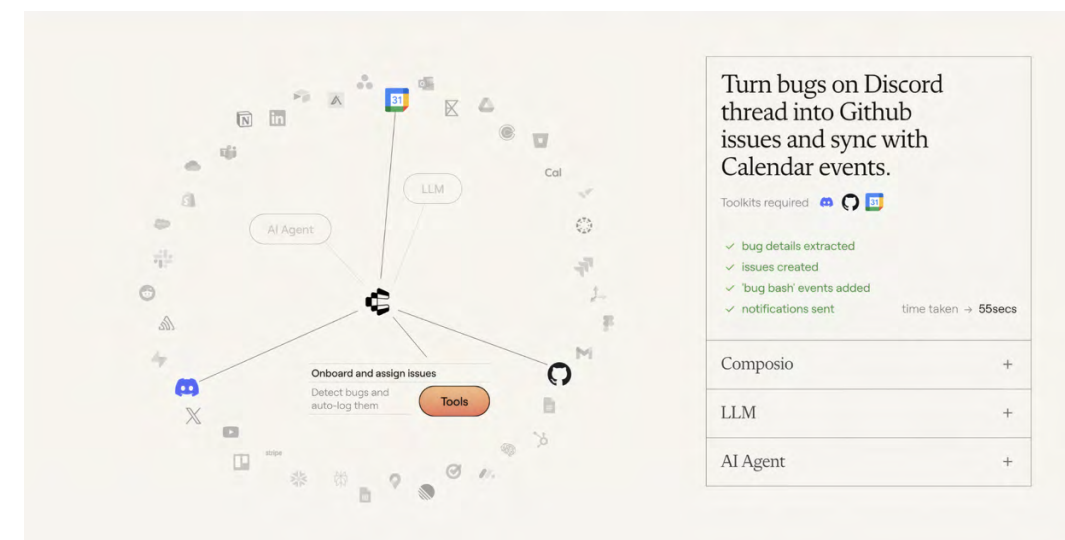 31
Cal
LLM
AI Agent
Onboard and assign issues
Detect bugs and
auto-log them
Tools
stripe
Turn bugs on Discord
thread into Github
issues and sync with
Calendar events.
Toolkits required
31
✓ bug details extracted
✓ issues created
✓ 'bug bash' events added
✓ notifications sent
time taken → 55secs
Composio +
LLM +
AI Agent +